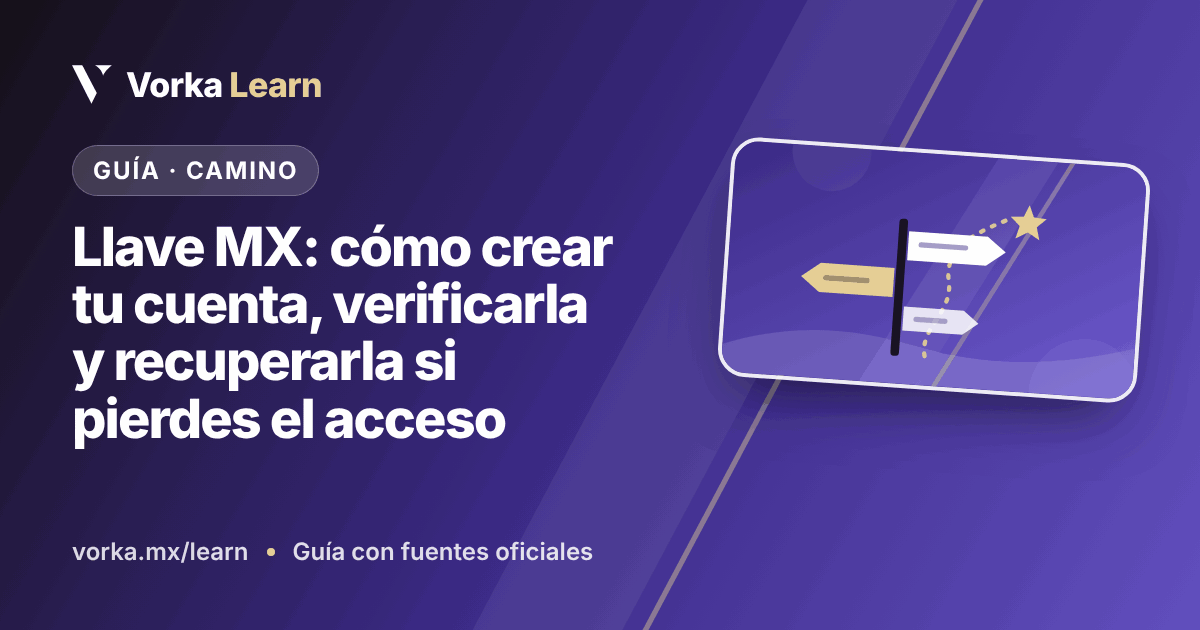 Vorka Learn
GUÍA · CAMINO
Llave MX: cómo crear
tu cuenta, verificarla
y recuperarla si
pierdes el acceso
vorka.mx/learn • Guía con fuentes oficiales